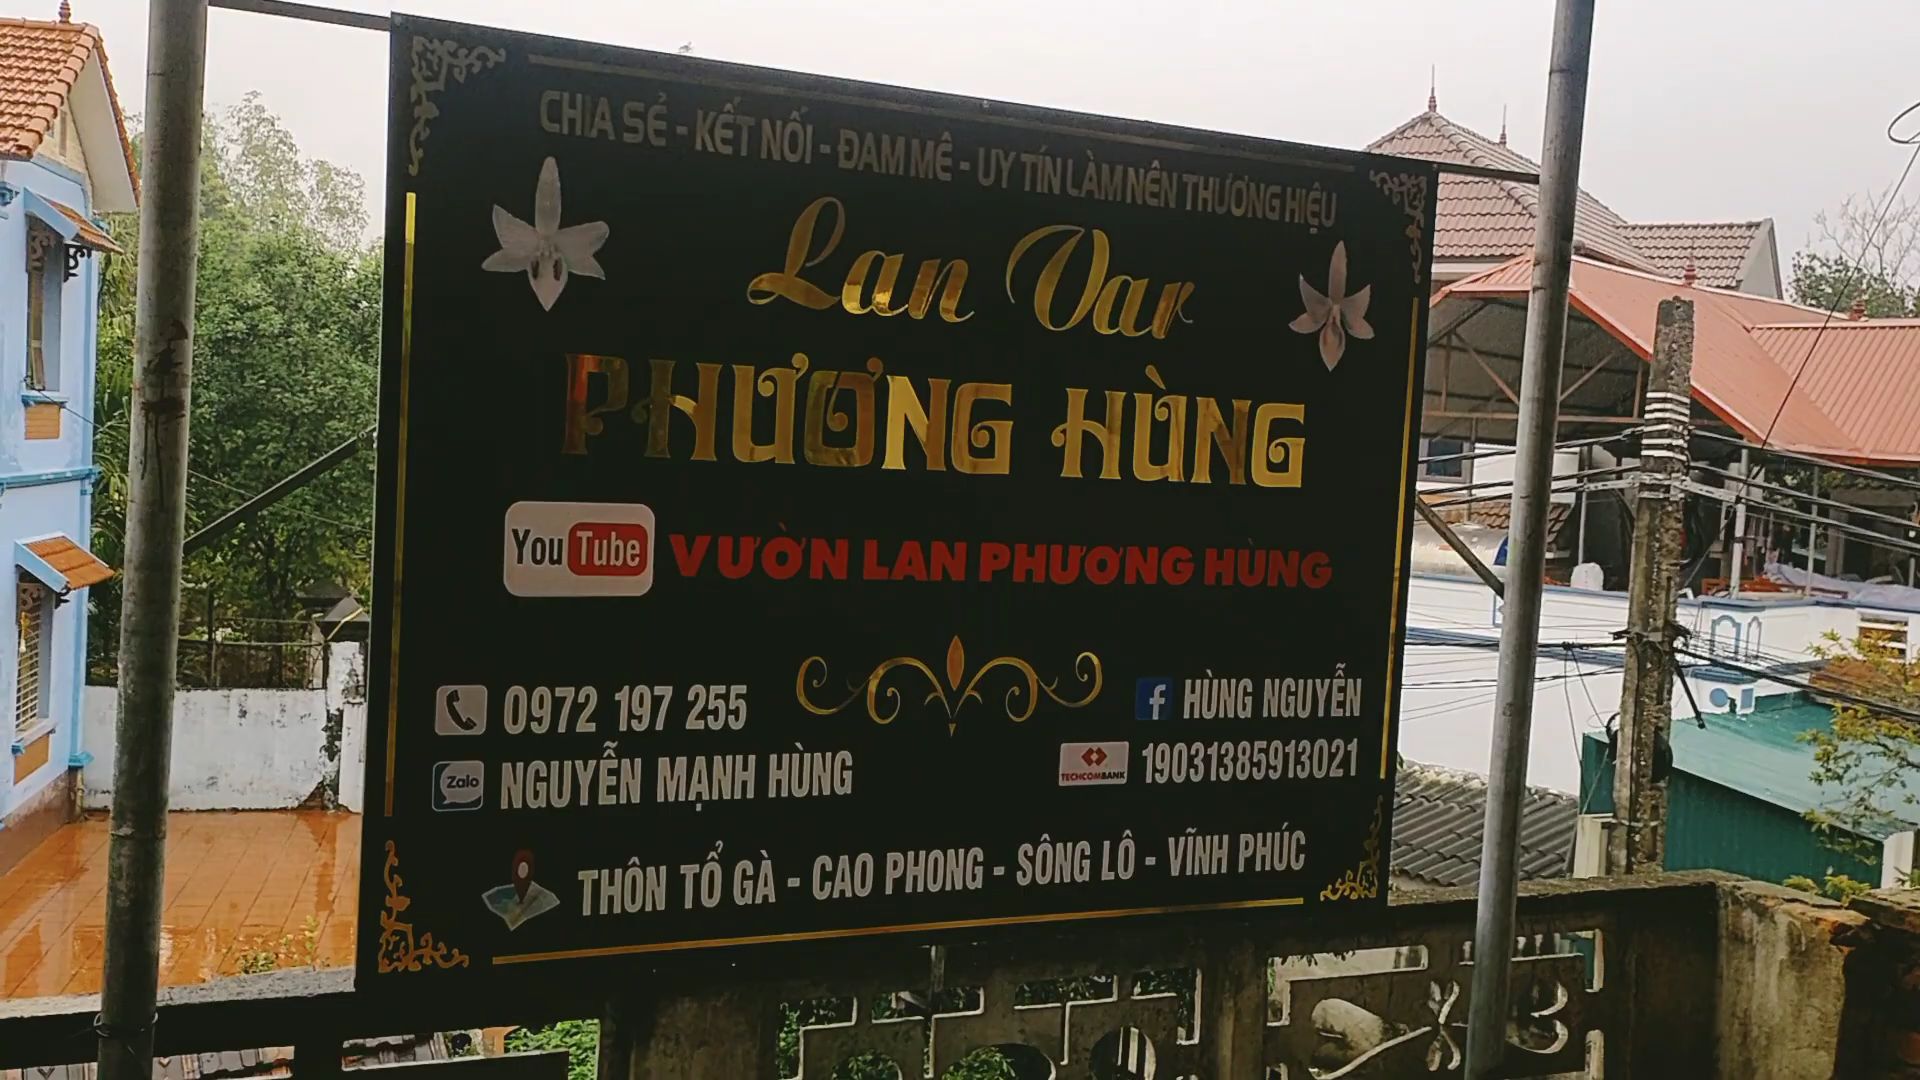 CHIA SẺ - KẾT NỐI - ĐAM MÊ - UY TÍN LÀM NÊN THƯƠNG HIỆU
Lan Var
PHƯƠNG HÙNG
YouTube VƯỜN LAN PHƯƠNG HÙNG
0972 197 255
f HÙNG NGUYỄN
Zalo NGUYỄN MẠNH HÙNG
TECHCOMBANK 19031385913021
THÔN TỔ GÀ - CAO PHONG - SÔNG LÔ - VĨNH PHÚC